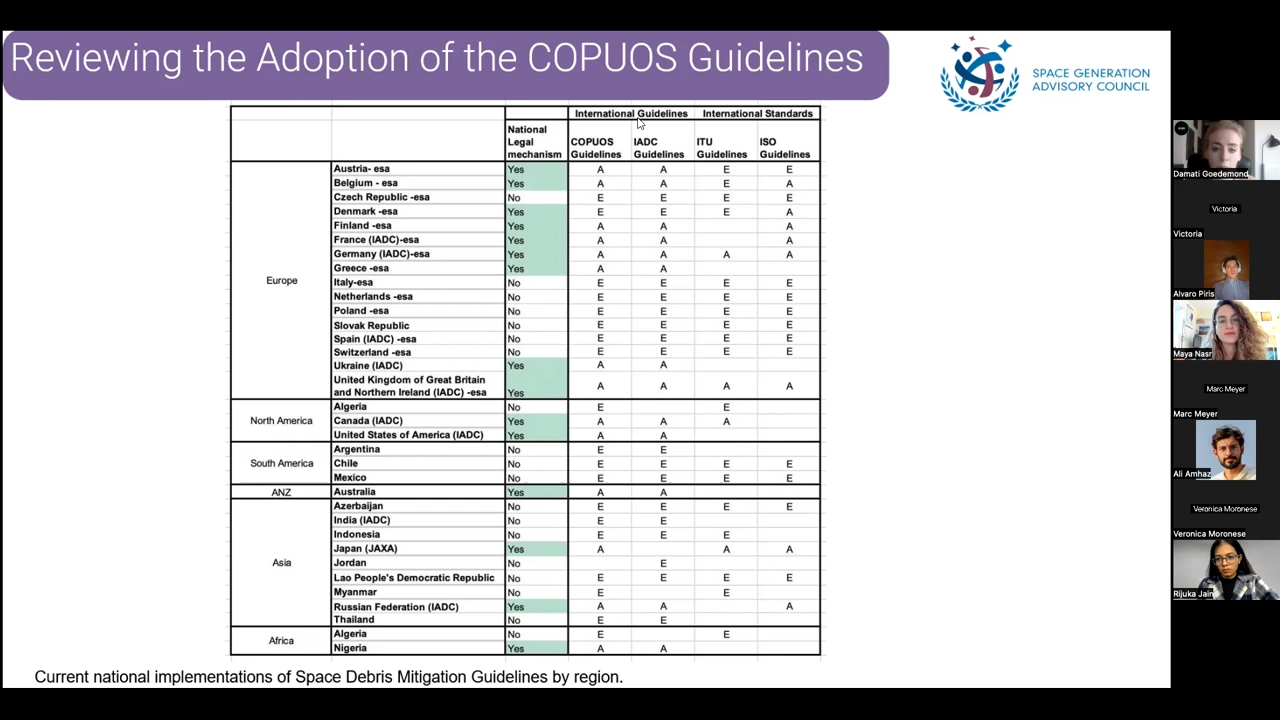 Reviewing the Adoption of the COPUOS Guidelines
SPACE GENERATION
ADVISORY COUNCIL
International Guidelines International Standards
National Legal mechanism COPUOS Guidelines IADC Guidelines ITU Guidelines ISO Guidelines
Europe
Austria- esa Yes A A E E
Belgium - esa Yes A A E A
Czech Republic -esa No E E E E
Denmark -esa Yes E E E A
Finland -esa Yes A A A
France (IADC)-esa Yes A A A
Germany (IADC)-esa Yes A A A A
Greece -esa Yes A A
Italy-esa No E E E E
Netherlands -esa No E E E E
Poland -esa No E E E E
Slovak Republic No E E E E
Spain (IADC) -esa No E E E E
Switzerland -esa No E E E E
Ukraine (IADC) Yes A A
United Kingdom of Great Britain
and Northern Ireland (IADC) -esa Yes A A A A
North America
Algeria No E E
Canada (IADC) Yes A A A
United States of America (IADC) Yes A A
South America
Argentina No E E
Chile No E E E E
Mexico No E E E E
ANZ
Australia Yes A A
Asia
Azerbaijan No E E E E
India (IADC) No E E
Indonesia No E E E
Japan (JAXA) Yes A A A
Jordan No E
Lao People's Democratic Republic No E E E E
Myanmar No E E
Russian Federation (IADC) Yes A A A
Thailand No E E
Africa
Algeria No E E
Nigeria Yes A A
Current national implementations of Space Debris Mitigation Guidelines by region.
Damati Goedemond
Victoria
Victoria
Alvaro Piris
Maya Nasr
Marc Meyer
Marc Meyer
Ali Amhaz
Veronica Moronese
Veronica Moronese
Rijuka Jain